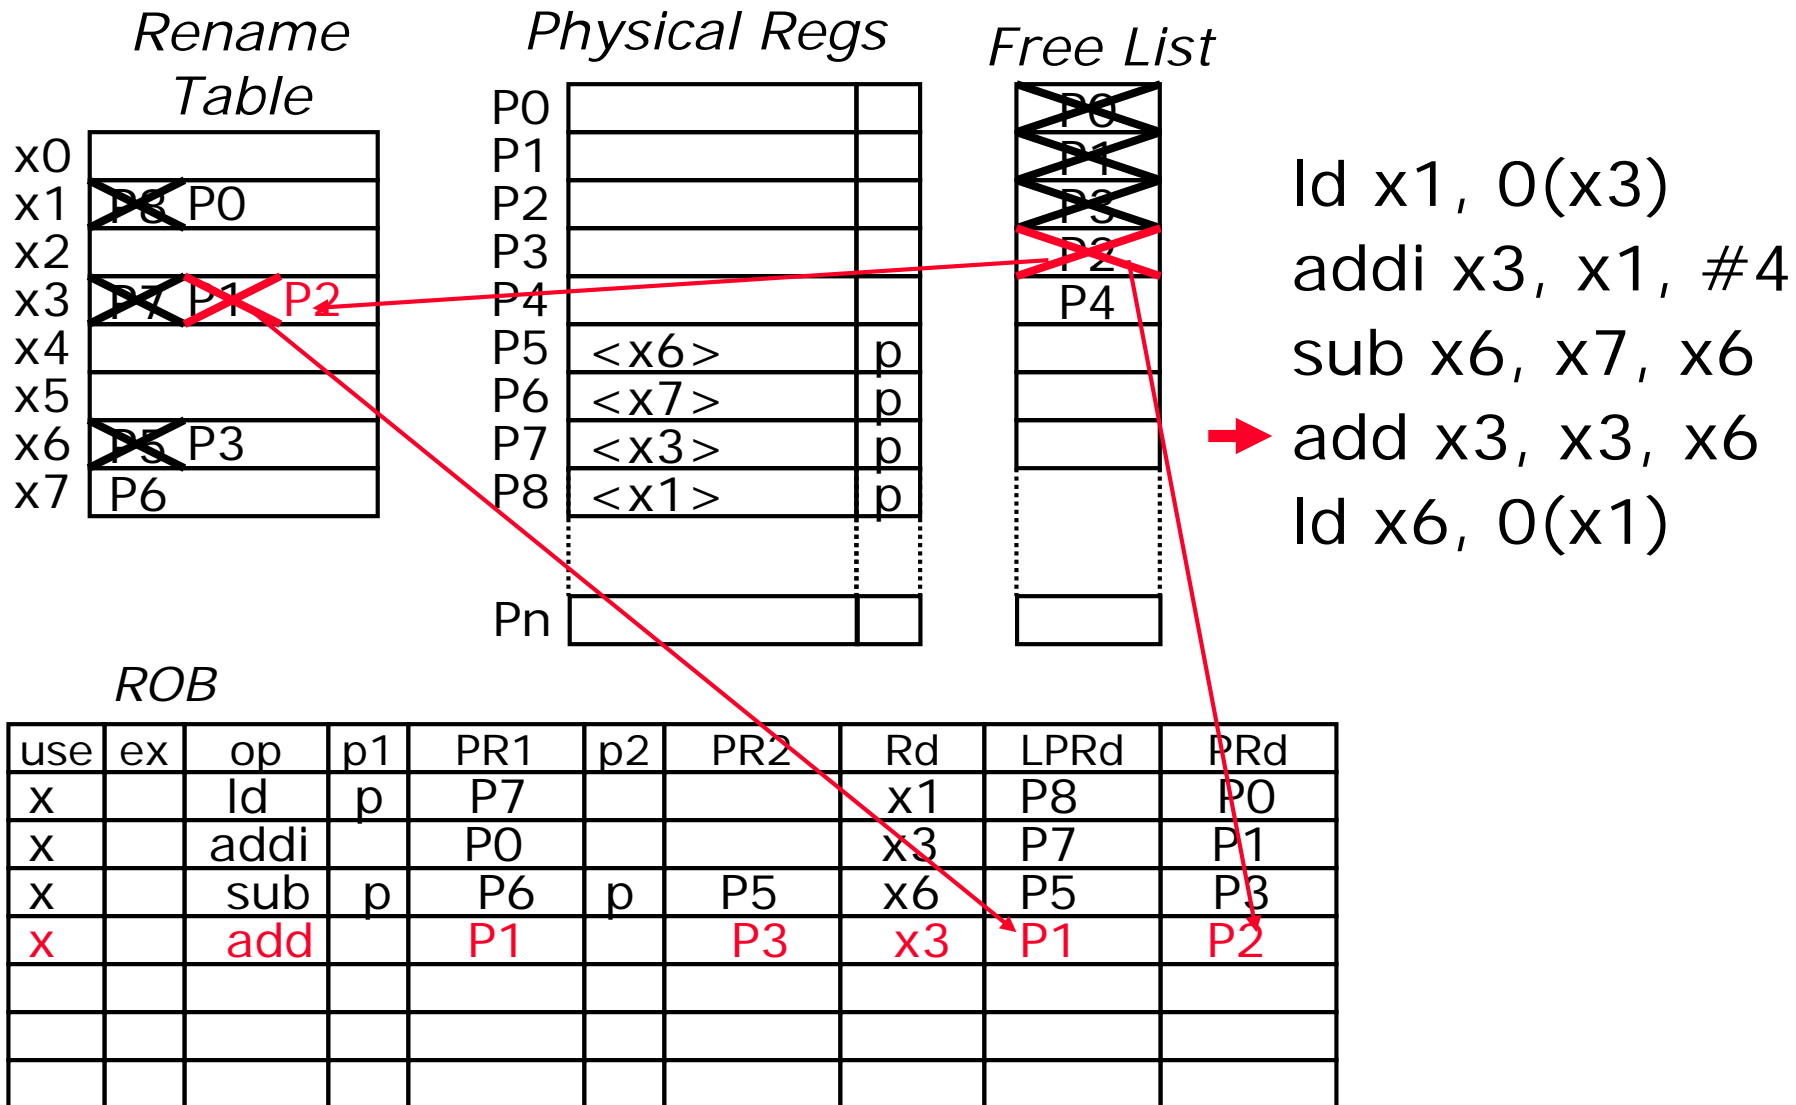 Rename Table
Physical Regs
Free List
x0
x1 P8 P0
x2
x3 P7 P1 P2
x4
x5
x6 P5 P3
x7 P6
P0
P1
P2
P3
P4
P5 <x6> p
P6 <x7> p
P7 <x3> p
P8 <x1> p
Pn
P0
P1
P3
P2
P4
ld x1, 0(x3)
addi x3, x1, #4
sub x6, x7, x6
add x3, x3, x6
ld x6, 0(x1)
ROB
use ex op p1 PR1 p2 PR2 Rd LPRd PRd
x ld p P7 x1 P8 P0
x addi P0 x3 P7 P1
x sub p P6 p P5 x6 P5 P3
x add P1 P3 x3 P1 P2